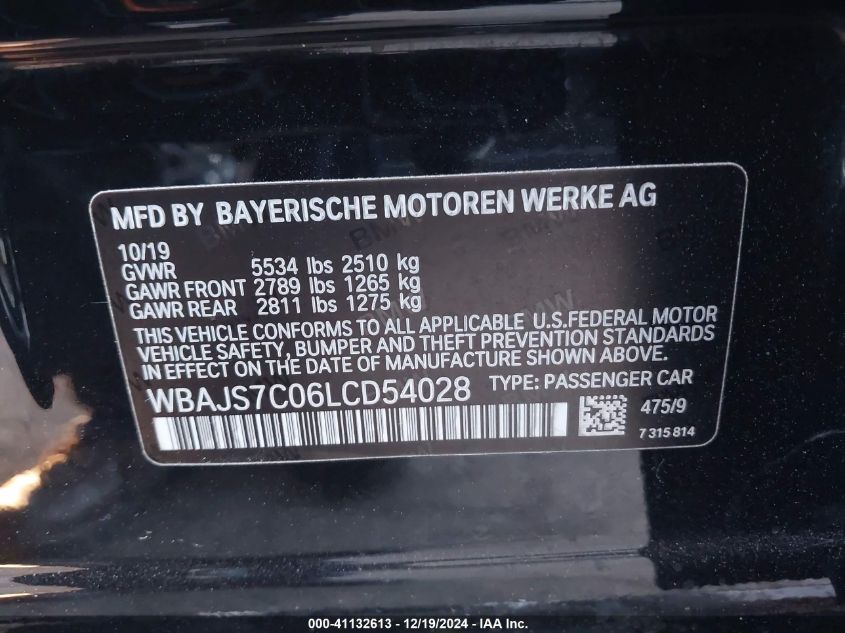 MFD BY BAYERISCHE MOTOREN WERKE AG
10/19
GVWR 5534 lbs 2510 kg
GAWR FRONT 2789 lbs 1265 kg
GAWR REAR 2811 lbs 1275 kg
THIS VEHICLE CONFORMS TO ALL APPLICABLE U.S.FEDERAL MOTOR
VEHICLE SAFETY, BUMPER AND THEFT PREVENTION STANDARDS
IN EFFECT ON THE DATE OF MANUFACTURE SHOWN ABOVE.
WBAJS7C06LCD54028 TYPE: PASSENGER CAR
475/9
7 315 814
000-41132613 - 12/19/2024 - IAA Inc.